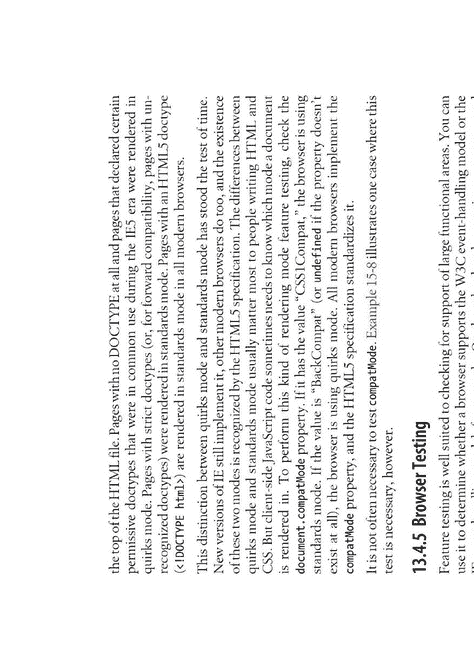 the top of the HTML file. Pages with no DOCTYPE at all and pages that declared certain
permissive doctypes that were in common use during the IE5 era were rendered in
quirks mode. Pages with strict doctypes (or, for forward compatibility, pages with un-
recognized doctypes) were rendered in standards mode. Pages with an HTML5 doctype
(<!DOCTYPE html>) are rendered in standards mode in all modern browsers.
This distinction between quirks mode and standards mode has stood the test of time.
New versions of IE still implement it, other modern browsers do too, and the existence
of these two modes is recognized by the HTML5 specification. The differences between
quirks mode and standards mode usually matter most to people writing HTML and
CSS. But client-side JavaScript code sometimes needs to know which mode a document
is rendered in. To perform this kind of rendering mode feature testing, check the
document.compatMode property. If it has the value “CSS1Compat,” the browser is using
standards mode. If the value is “BackCompat” (or undefined if the property doesn’t
exist at all), the browser is using quirks mode. All modern browsers implement the
compatMode property, and the HTML5 specification standardizes it.
It is not often necessary to test compatMode. Example 15-8 illustrates one case where this
test is necessary, however.
13.4.5 Browser Testing
Feature testing is well suited to checking for support of large functional areas. You can
use it to determine whether a browser supports the W3C event-handling model or the